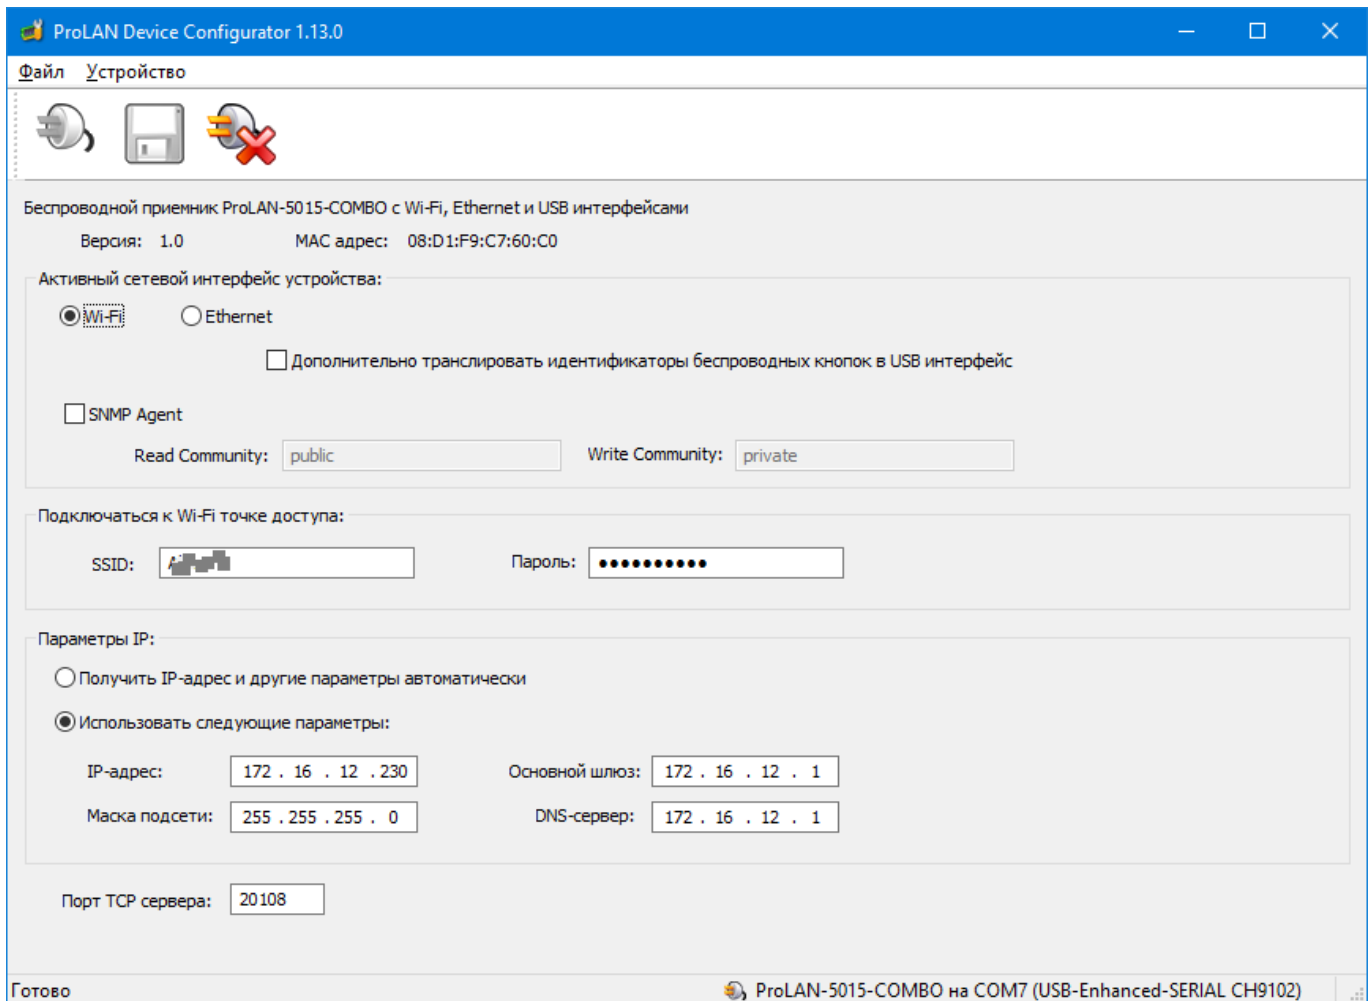 ProLAN Device Configurator 1.13.0
Файл Устройство
Беспроводной приемник ProLAN-5015-COMBO с Wi-Fi, Ethernet и USB интерфейсами
Версия: 1.0 MAC адрес: 08:D1:F9:C7:60:C0
Активный сетевой интерфейс устройства:
Wi-Fi Ethernet
Дополнительно транслировать идентификаторы беспроводных кнопок в USB интерфейс
SNMP Agent
Read Community: public Write Community: private
Подключаться к Wi-Fi точке доступа:
SSID: Пароль: ●●●●●●●●●●
Параметры IP:
Получить IP-адрес и другие параметры автоматически
Использовать следующие параметры:
IP-адрес: 172 . 16 . 12 . 230 Основной шлюз: 172 . 16 . 12 . 1
Маска подсети: 255 . 255 . 255 . 0 DNS-сервер: 172 . 16 . 12 . 1
Порт TCP сервера: 20108
Готово ProLAN-5015-COMBO на COM7 (USB-Enhanced-SERIAL CH9102)